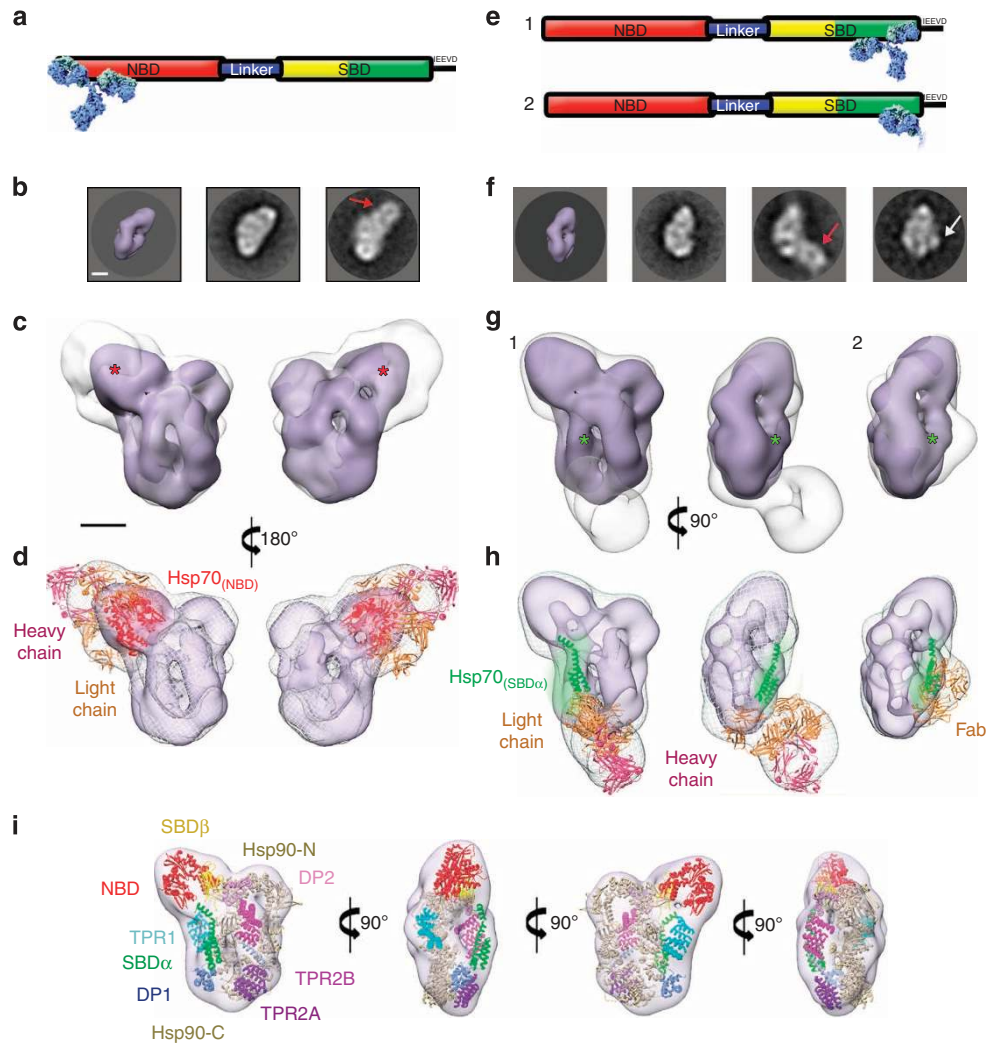 a
NBD
Linker
SBD
IEEVD
e
1
NBD
Linker
SBD
IEEVD
2
NBD
Linker
SBD
IEEVD
b
f
c
*
*
180°
g
1
*
*
2
*
90°
d
Hsp70(NBD)
Heavy
chain
Light
chain
h
Hsp70(SBDα)
Light
chain
Heavy
chain
Fab
i
SBDβ
Hsp90-N
NBD
DP2
TPR1
SBDα
DP1
TPR2B
TPR2A
Hsp90-C
90°
90°
90°